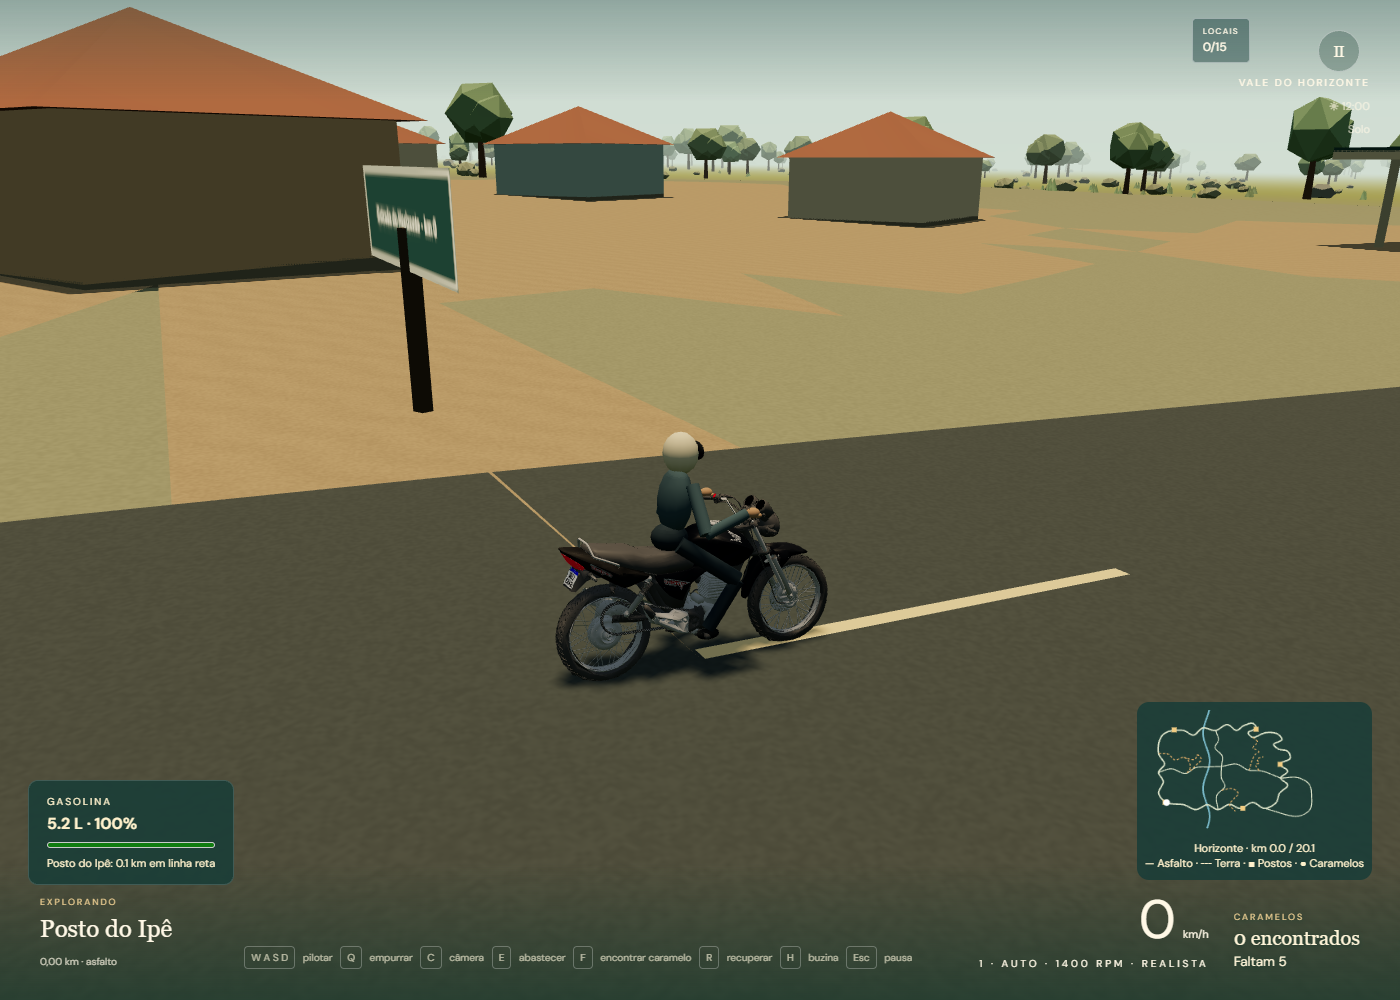 LOCAIS
0/15
II
VALE DO HORIZONTE
12:00
Solo
GASOLINA
5.2 L · 100%
Posto do Ipê: 0.1 km em linha reta
EXPLORANDO
Posto do Ipê
0,00 km · asfalto
WASD pilotar Q empurrar C câmera E abastecer F encontrar caramelo R recuperar H buzina Esc pausa
Horizonte · km 0.0 / 20.1
— Asfalto · --- Terra · ■ Postos · ● Caramelos
0 km/h
1 · AUTO · 1400 RPM · REALISTA
CARAMELOS
0 encontrados
Faltam 5